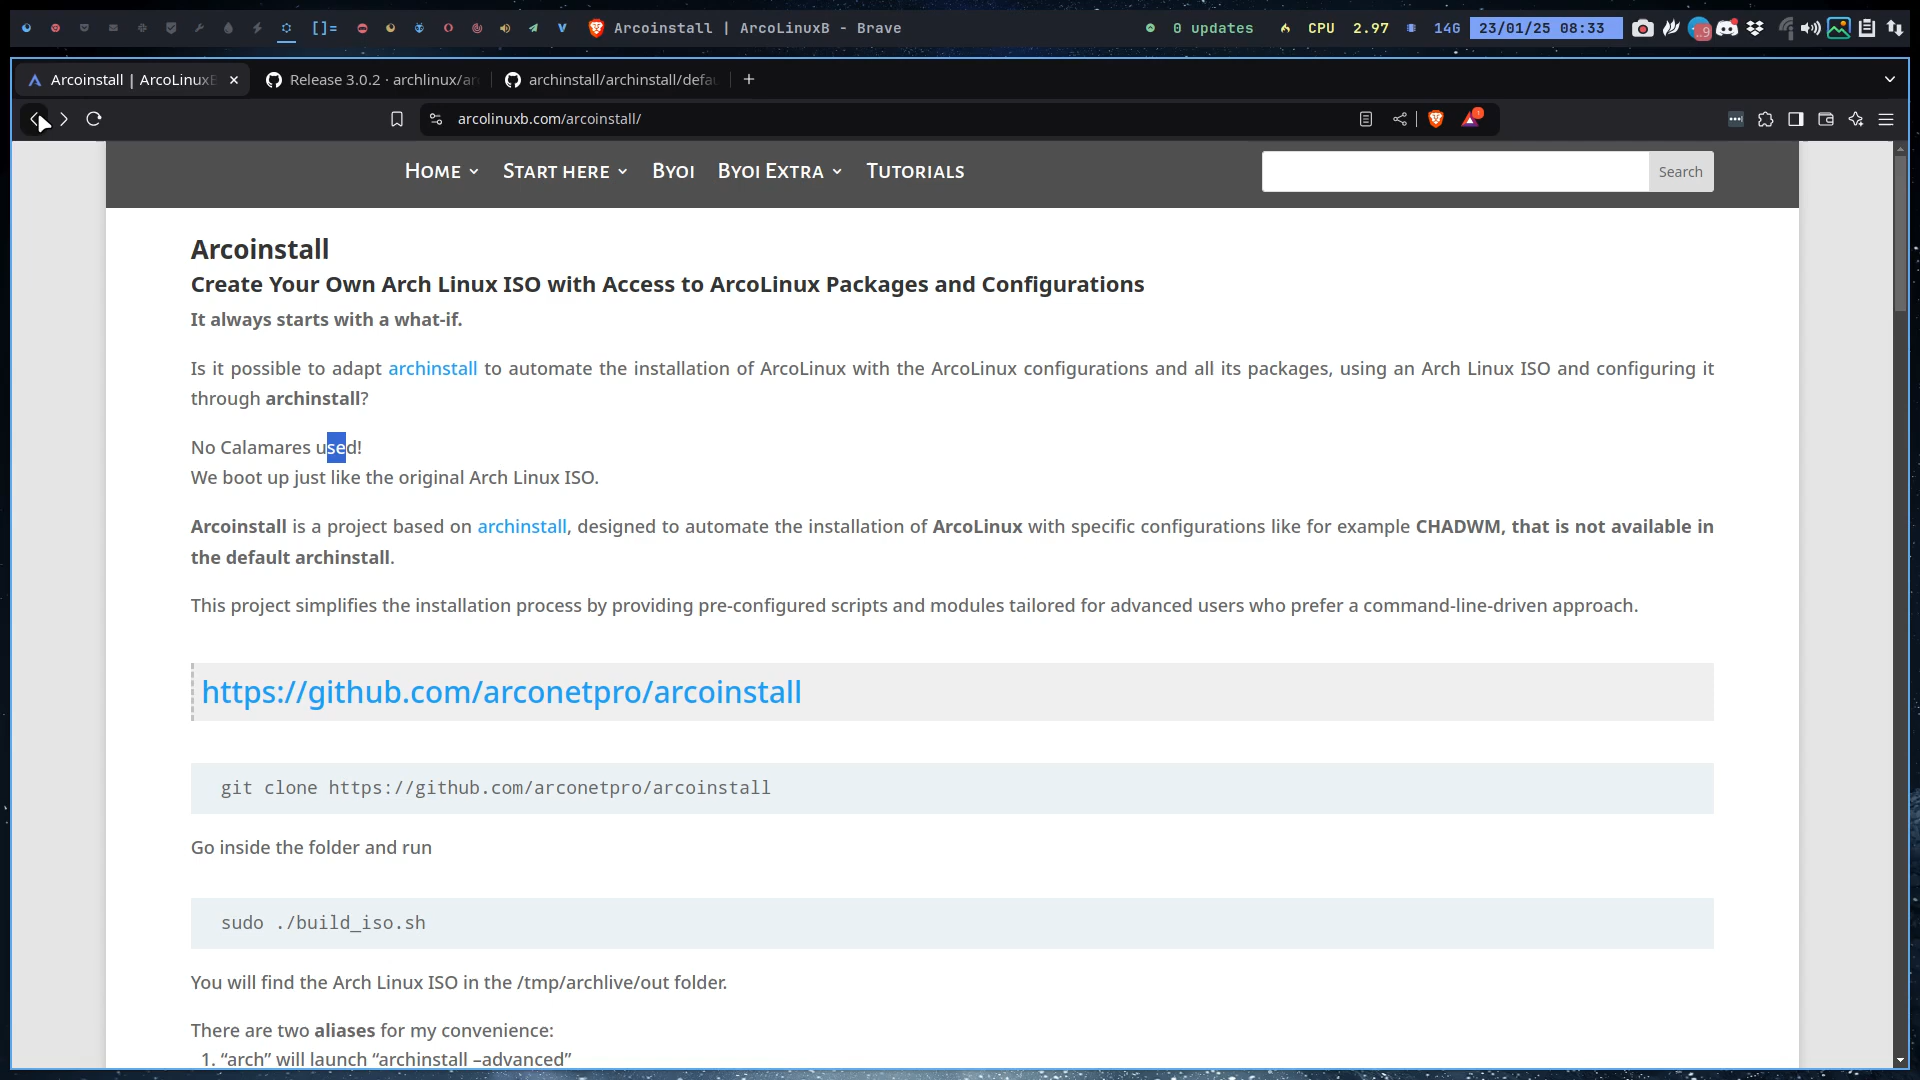 []=
Arcoinstall | ArcoLinuxB - Brave
0 updates
CPU 2.97
14G
23/01/25 08:33
Arcoinstall | ArcoLinuxB
Release 3.0.2 · archlinux/arc
archinstall/archinstall/defau
arcolinuxb.com/arcoinstall/
Home
Start here
Byoi
Byoi Extra
Tutorials
Search
Arcoinstall
Create Your Own Arch Linux ISO with Access to ArcoLinux Packages and Configurations
It always starts with a what-if.
Is it possible to adapt archinstall to automate the installation of ArcoLinux with the ArcoLinux configurations and all its packages, using an Arch Linux ISO and configuring it
through archinstall?
No Calamares used!
We boot up just like the original Arch Linux ISO.
Arcoinstall is a project based on archinstall, designed to automate the installation of ArcoLinux with specific configurations like for example CHADWM, that is not available in
the default archinstall.
This project simplifies the installation process by providing pre-configured scripts and modules tailored for advanced users who prefer a command-line-driven approach.
https://github.com/arconetpro/arcoinstall
git clone https://github.com/arconetpro/arcoinstall
Go inside the folder and run
sudo ./build_iso.sh
You will find the Arch Linux ISO in the /tmp/archlive/out folder.
There are two aliases for my convenience:
1. “arch” will launch “archinstall –advanced”